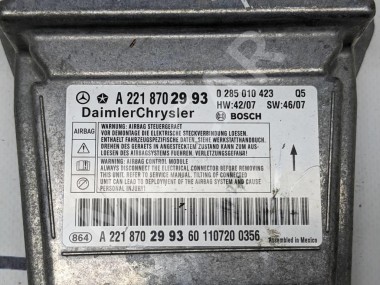 A 221 870 29 93 0 285 010 423 Q5
DaimlerChrysler HW:42/07 SW:46/07
BOSCH
AIRBAG
WARNUNG: AIRBAG STEUERGERAET
VOR DEMONTAGE DIE ELEKTRISCHE STECKVERRINDUNG LOESEN.
ENTHAELT FAHRZEUGSPEZIFISCHE DATEN, SIEHE WERKSTATTHANDBUCH.
DREHEN DES GERAETES IN ANGESTECKTEM ZUSTAND KANN ZUM AUS-
LOESEN DES AIRBAGSYSTEMS FUEHREN. VERLETZUNGSGEFAHR!
WARNING: AIRBAG CONTROL MODULE
ALWAYS DISCONNECT THE ELECTRICAL CONNECTOR BEFORE REMOVING
THIS UNIT. REFER TO SERVICE MANUAL. TILTING OF CONNECTED
UNIT CAN LEAD TO DEPLOYMENT OF THE AIRBAG SYSTEM AND INJURY!
864 A 221 870 29 93 60 110720 0356 Assembled in Mexico